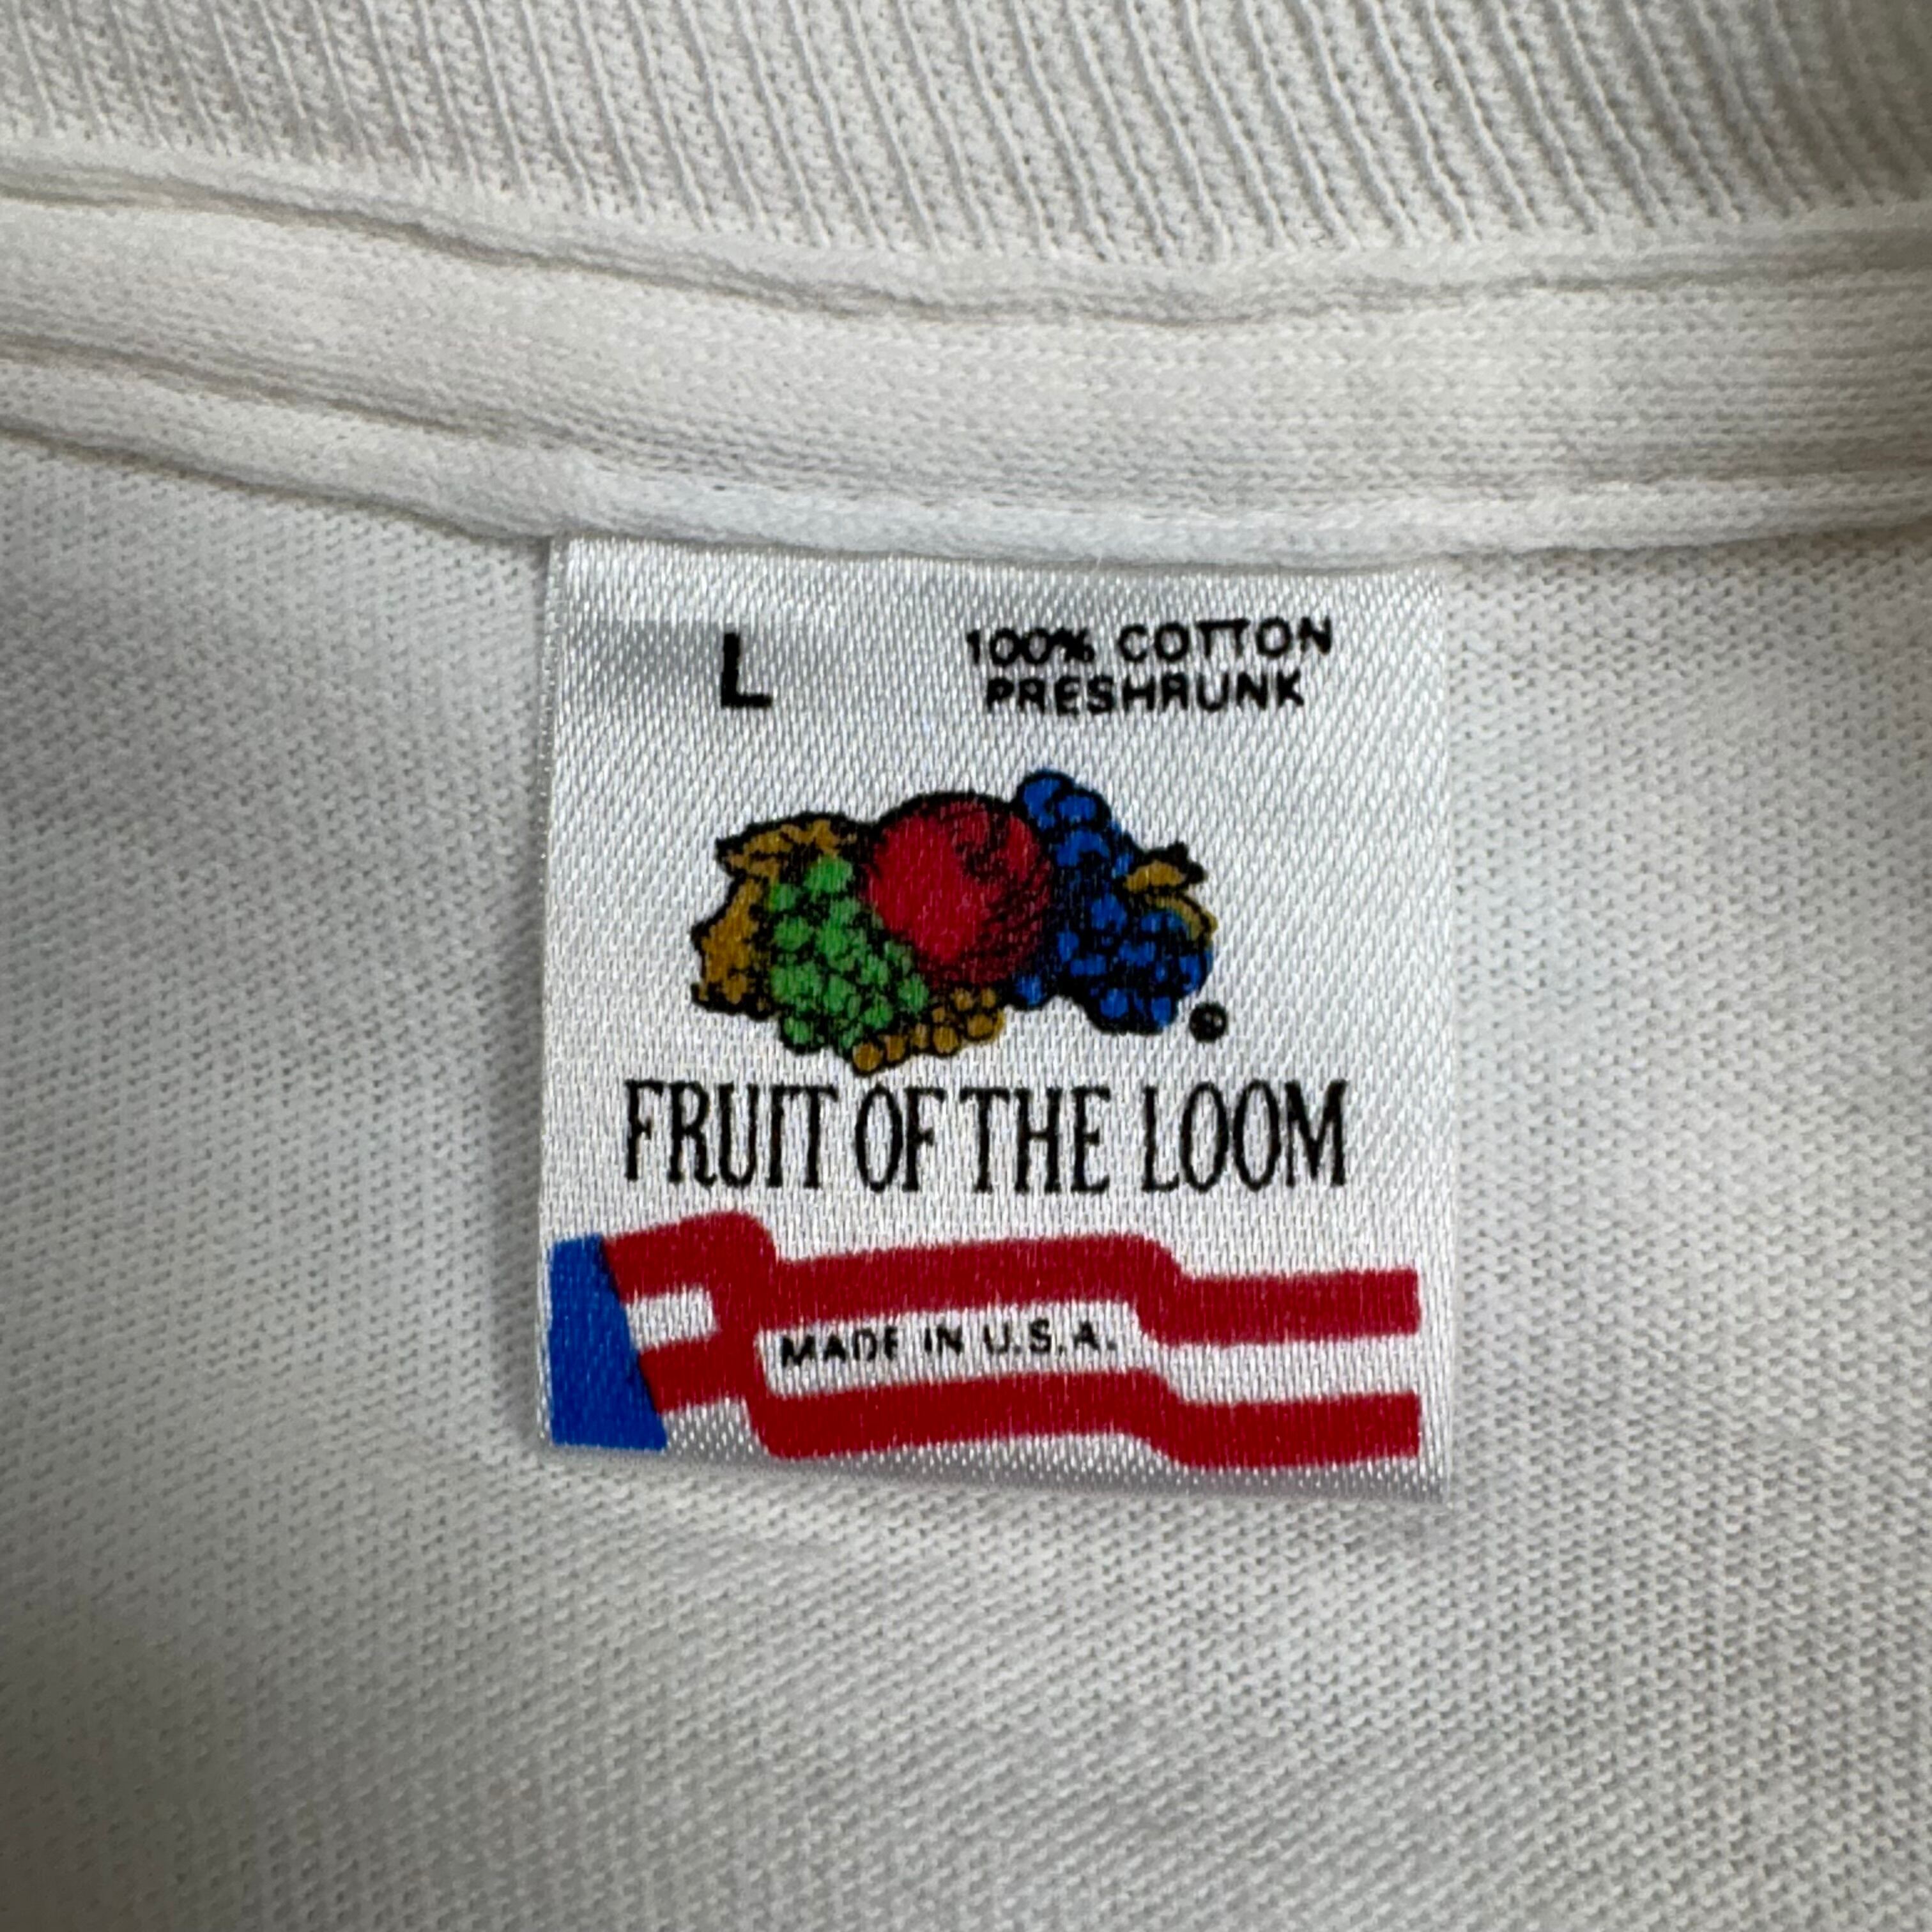 L
100% COTTON
PRESHRUNK
®
FRUIT OF THE LOOM
MADE IN U.S.A.